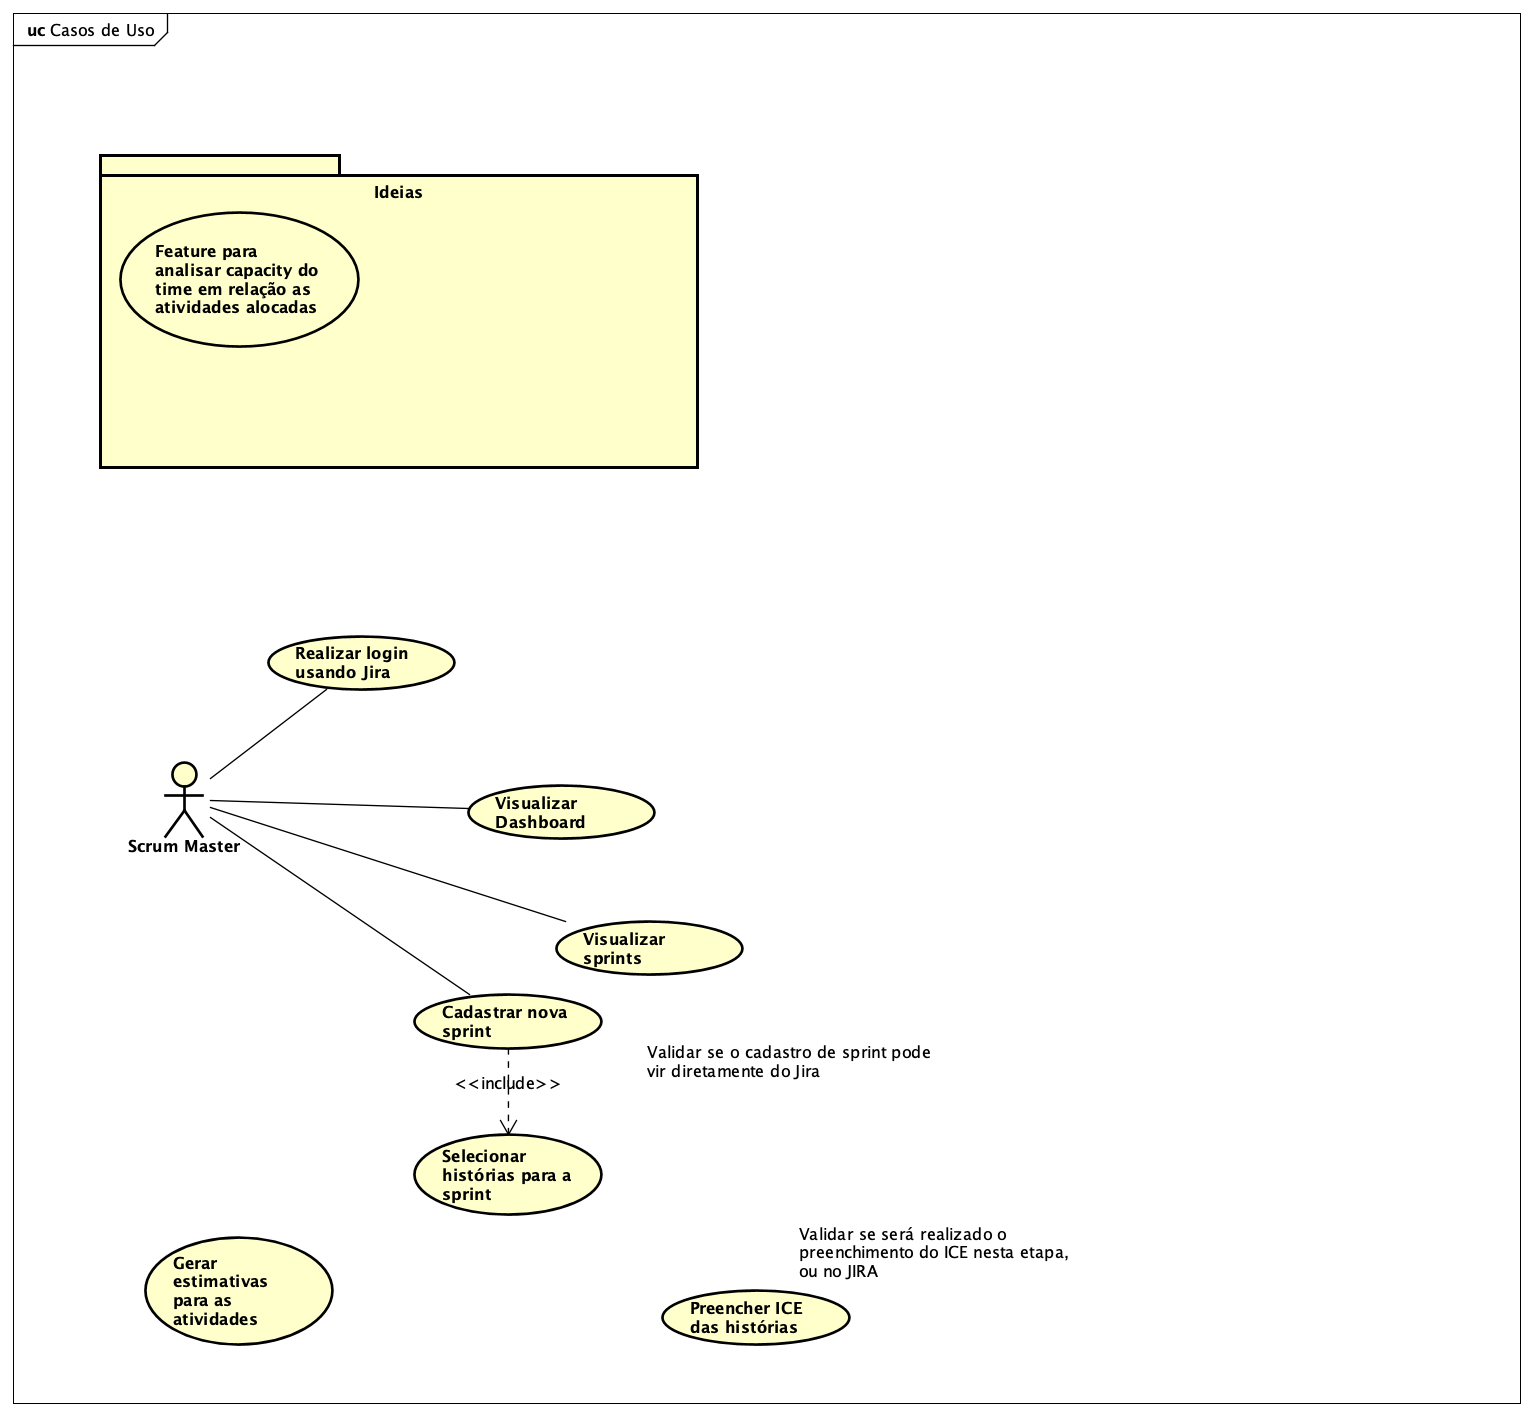 uc Casos de Uso
Ideias
Feature para
analisar capacity do
time em relação as
atividades alocadas
Realizar login
usando Jira
Scrum Master
Visualizar
Dashboard
Visualizar
sprints
Cadastrar nova
sprint
Validar se o cadastro de sprint pode
vir diretamente do Jira
<<include>>
Selecionar
histórias para a
sprint
Gerar
estimativas
para as
atividades
Validar se será realizado o
preenchimento do ICE nesta etapa,
ou no JIRA
Preencher ICE
das histórias